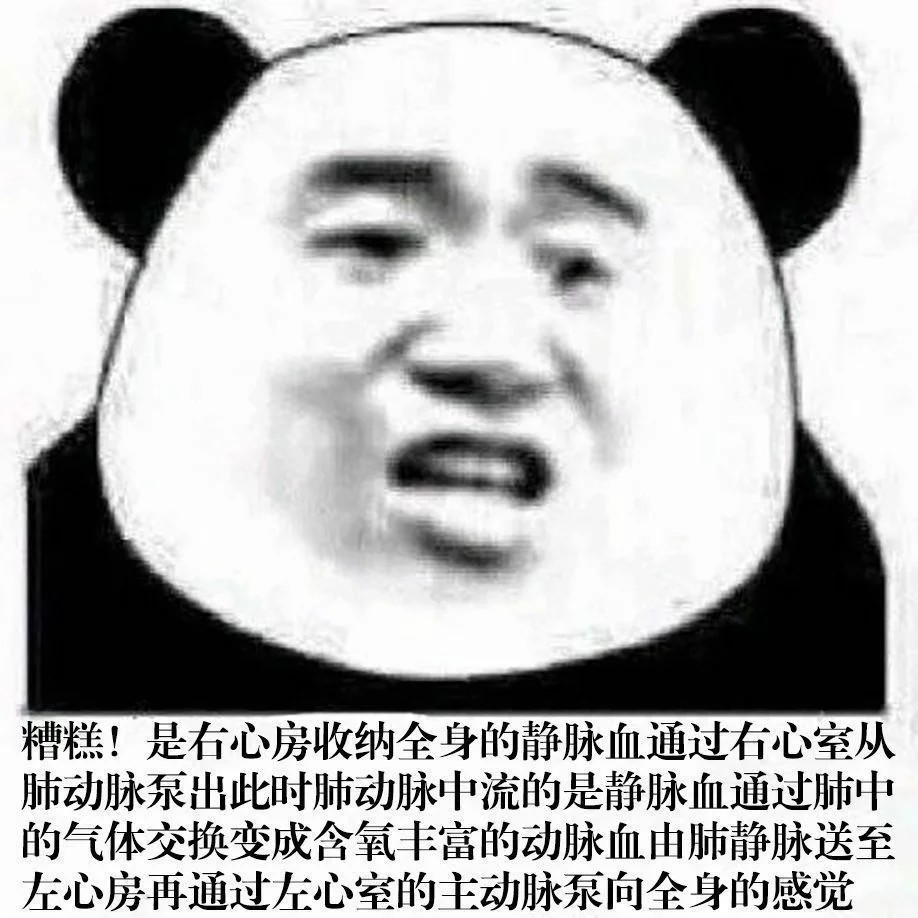 糟糕！是右心房收纳全身的静脉血通过右心室从
肺动脉泵出此时肺动脉中流的是静脉血通过肺中
的气体交换变成含氧丰富的动脉血由肺静脉送至
左心房再通过左心室的主动脉泵向全身的感觉